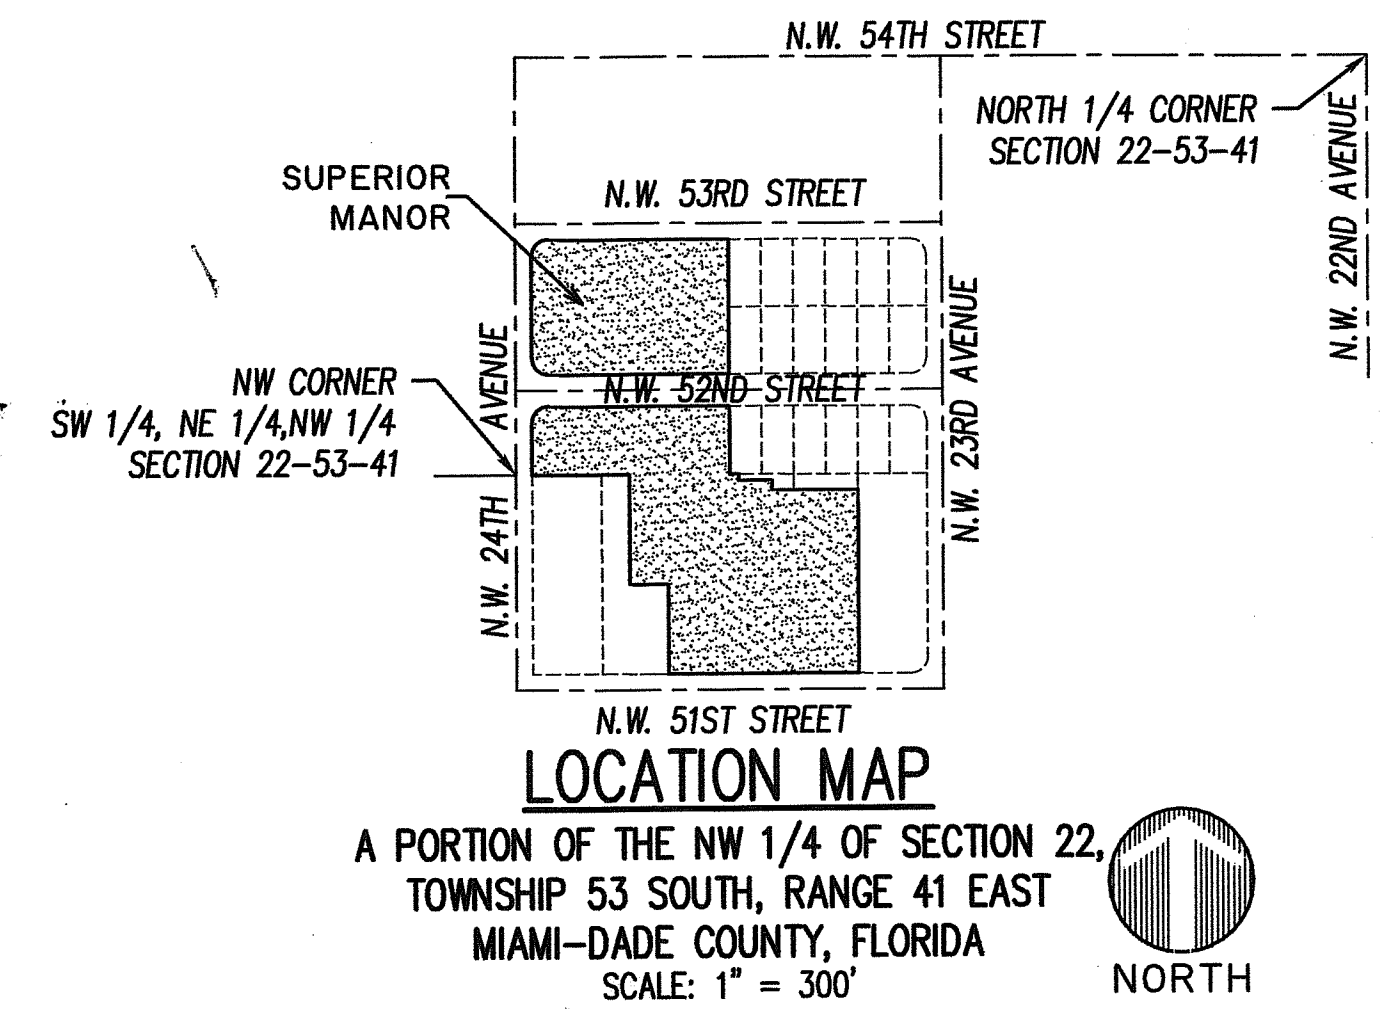 N.W. 54TH STREET
NORTH 1/4 CORNER
SECTION 22-53-41
N.W. 22ND AVENUE
SUPERIOR
MANOR
N.W. 53RD STREET
N.W. 23RD AVENUE
N.W. 24TH AVENUE
NW CORNER
SW 1/4, NE 1/4,NW 1/4
SECTION 22-53-41
N.W. 52ND STREET
N.W. 51ST STREET
LOCATION MAP
A PORTION OF THE NW 1/4 OF SECTION 22,
TOWNSHIP 53 SOUTH, RANGE 41 EAST
MIAMI-DADE COUNTY, FLORIDA
SCALE: 1" = 300'
NORTH